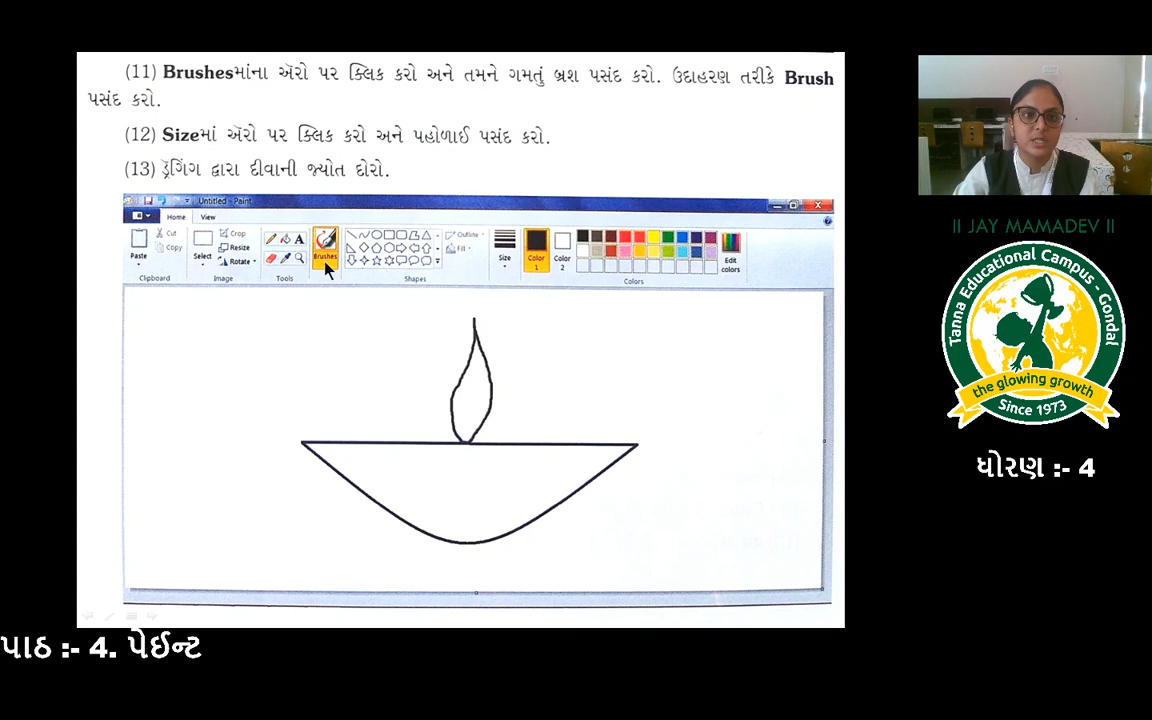 (11) Brushesમાંના ઍરો પર ક્લિક કરો અને તમને ગમતું બ્રશ પસંદ કરો. ઉદાહરણ તરીકે Brush
પસંદ કરો.
(12) Sizeમાં ઍરો પર ક્લિક કરો અને પહોળાઈ પસંદ કરો.
(13) ડ્રૅગિંગ દ્વારા દીવાની જ્યોત દોરો.
Untitled - Paint
Home View
Paste
Cut
Copy
Clipboard
Select
Crop
Resize
Rotate
Image
A
Tools
Brushes
Outline
Fill
Shapes
Size
Color 1
Color 2
Edit colors
Colors
II JAY MAMADEV II
Tanna Educational Campus - Gondal
the glowing growth
Since 1973
ધોરણ :- 4
પાઠ :- 4. પેઈન્ટ